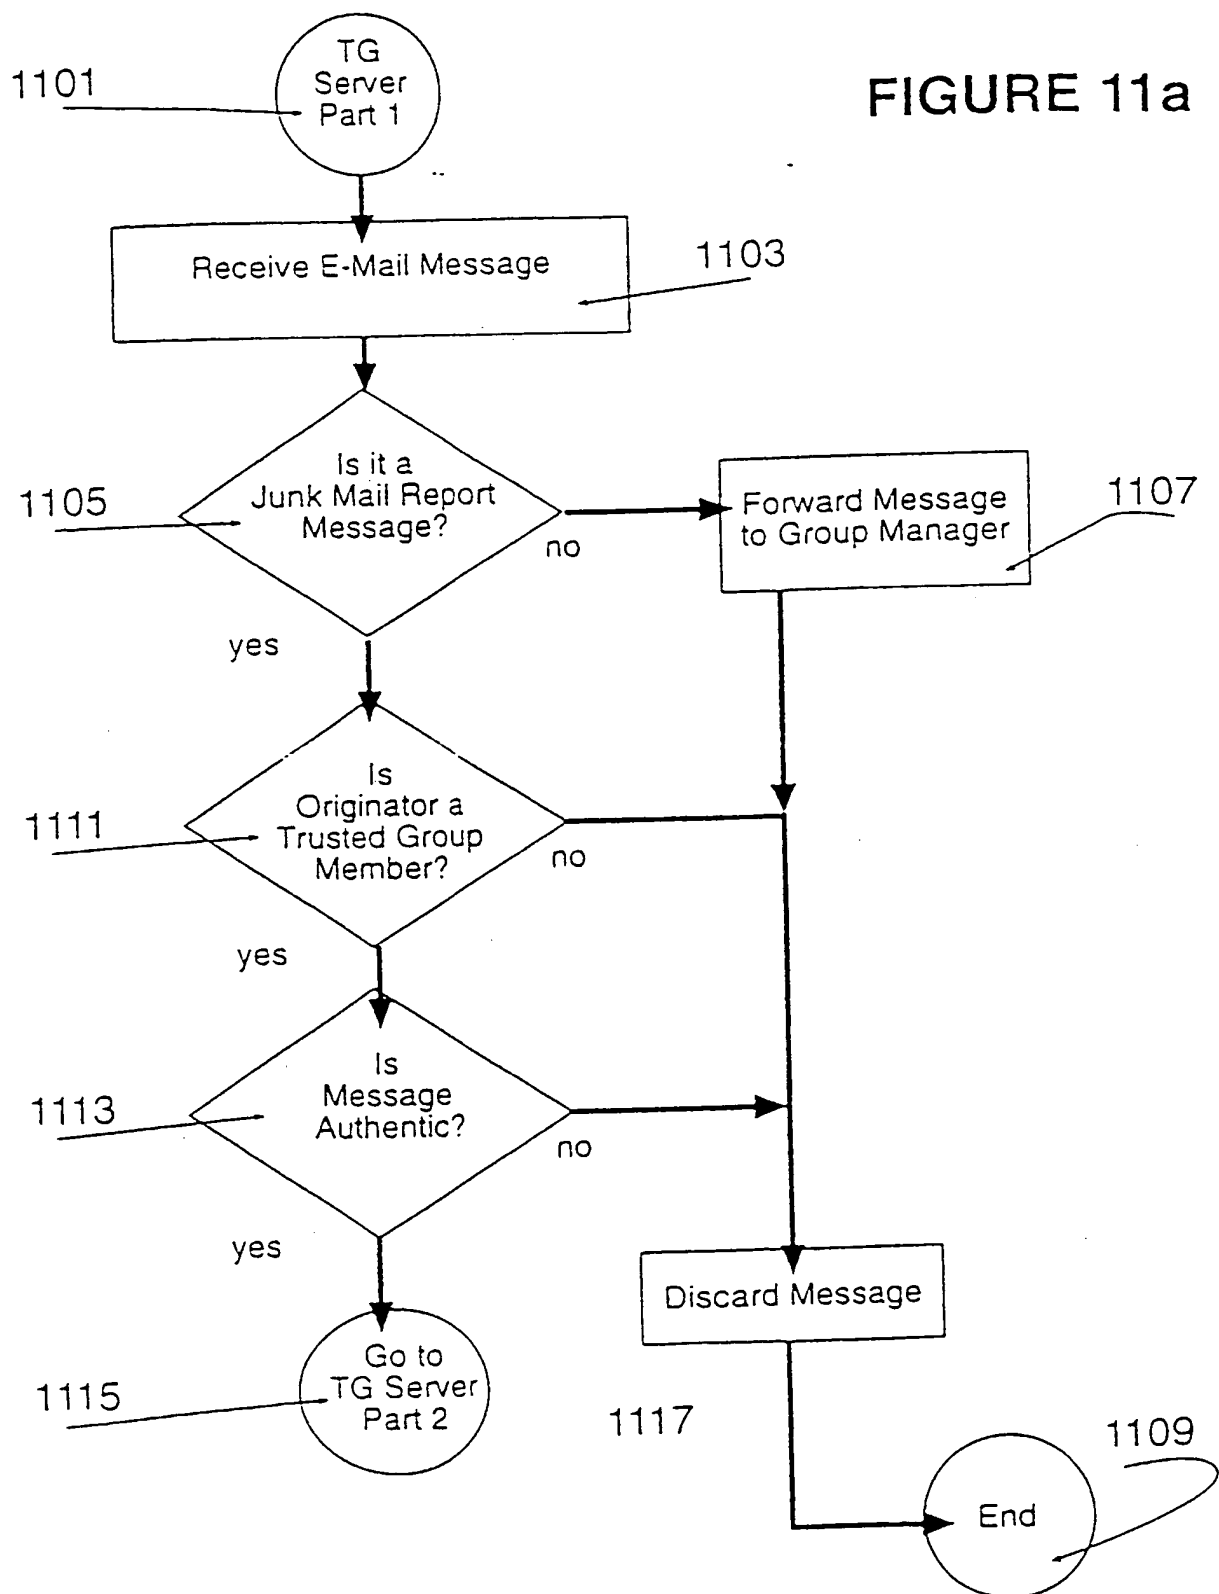 FIGURE 11a
1101
TG
Server
Part 1
Receive E-Mail Message
1103
1105
Is it a
Junk Mail Report
Message?
no
yes
Forward Message
to Group Manager
1107
1111
Is
Originator a
Trusted Group
Member?
no
yes
1113
Is
Message
Authentic?
no
yes
Discard Message
1115
Go to
TG Server
Part 2
1117
1109
End